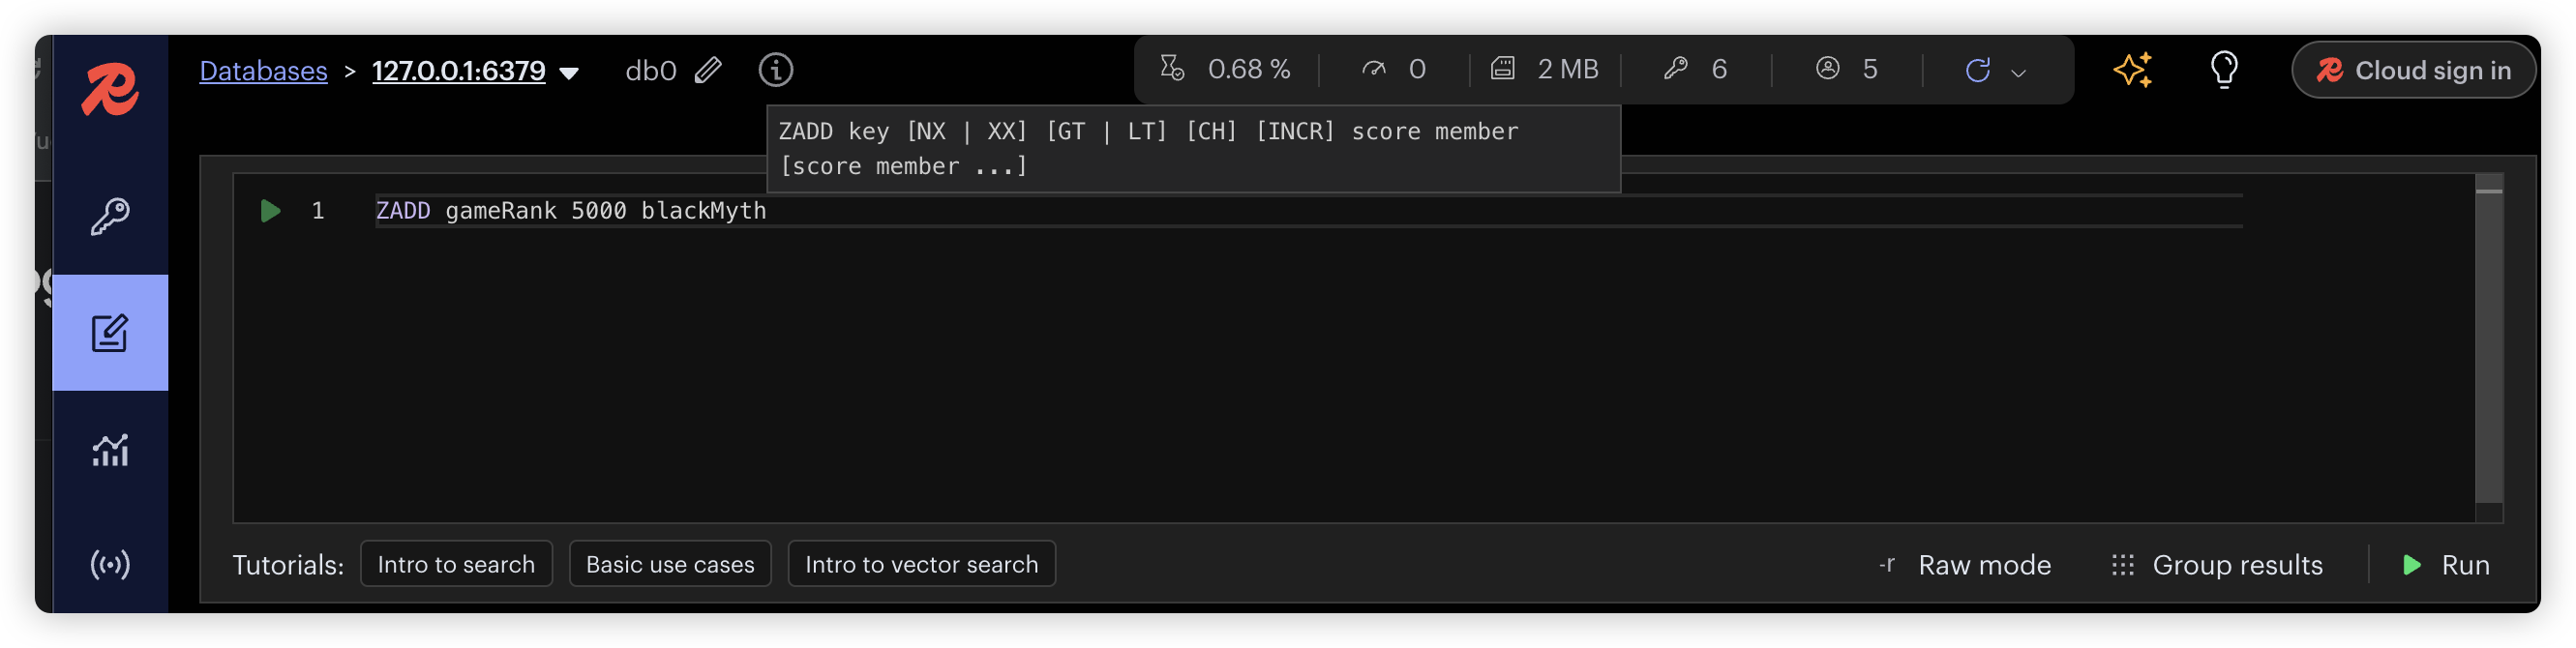 Databases > 127.0.0.1:6379 db0 0.68 % 0 2 MB 6 5 Cloud sign in
ZADD key [NX | XX] [GT | LT] [CH] [INCR] score member
[score member ...]
1 ZADD gameRank 5000 blackMyth
Tutorials: Intro to search Basic use cases Intro to vector search -r Raw mode Group results Run